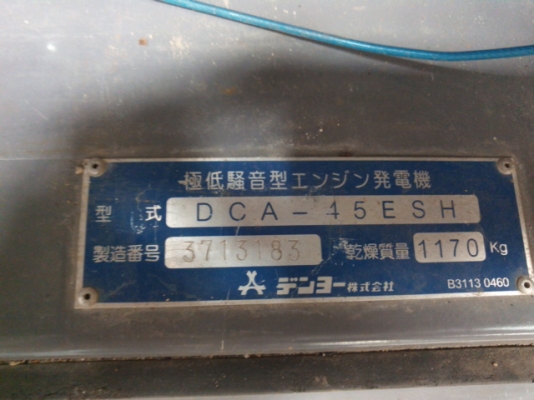 極低騒音型エンジン発電機
型式 DCA-45ESH
製造番号 3713183 乾燥質量 1170 Kg
デンヨー株式会社 B3113 0460